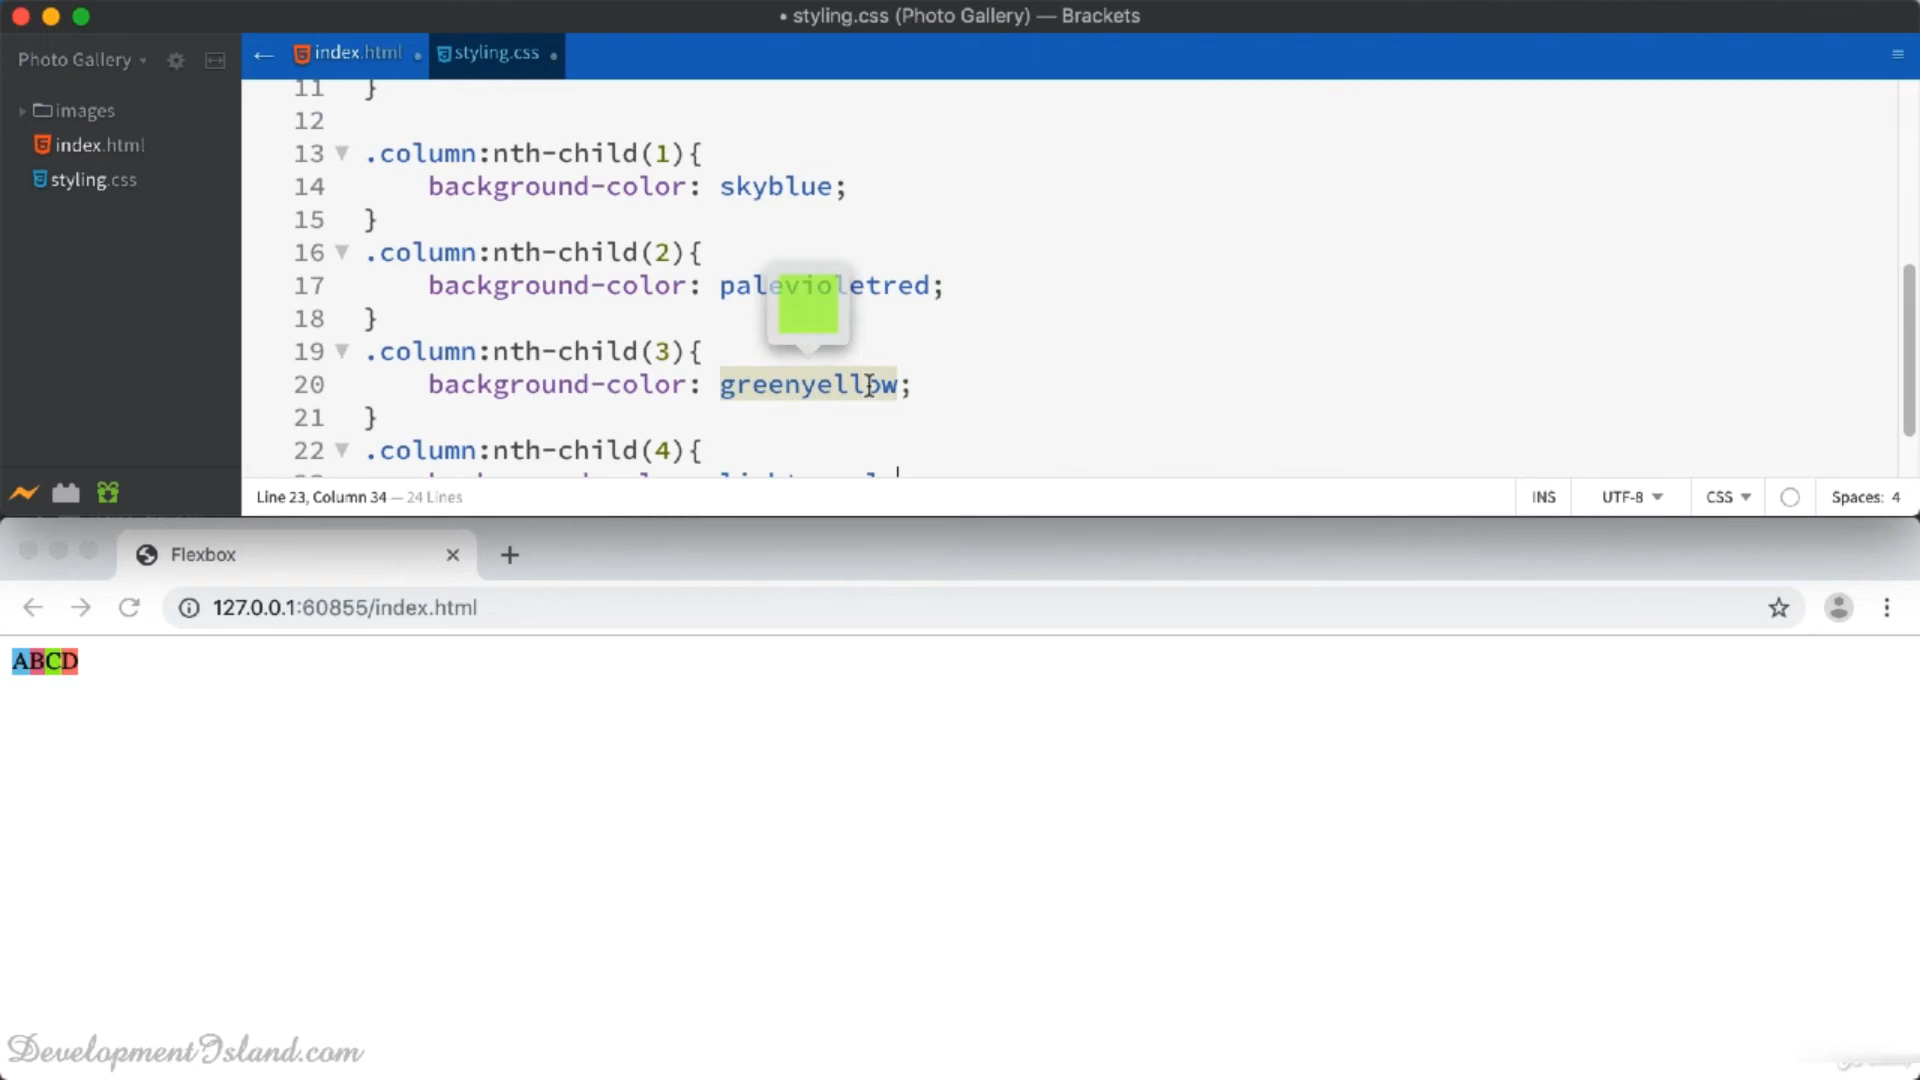 • styling.css (Photo Gallery) — Brackets
Photo Gallery
index.html
styling.css
images
index.html
styling.css
11 }
12
13 .column:nth-child(1){
14 background-color: skyblue;
15 }
16 .column:nth-child(2){
17 background-color: palevioletred;
18 }
19 .column:nth-child(3){
20 background-color: greenyellow;
21 }
22 .column:nth-child(4){
Line 23, Column 34 — 24 Lines
INS
UTF-8
CSS
Spaces: 4
Flexbox
127.0.0.1:60855/index.html
ABCD
DevelopmentIsland.com